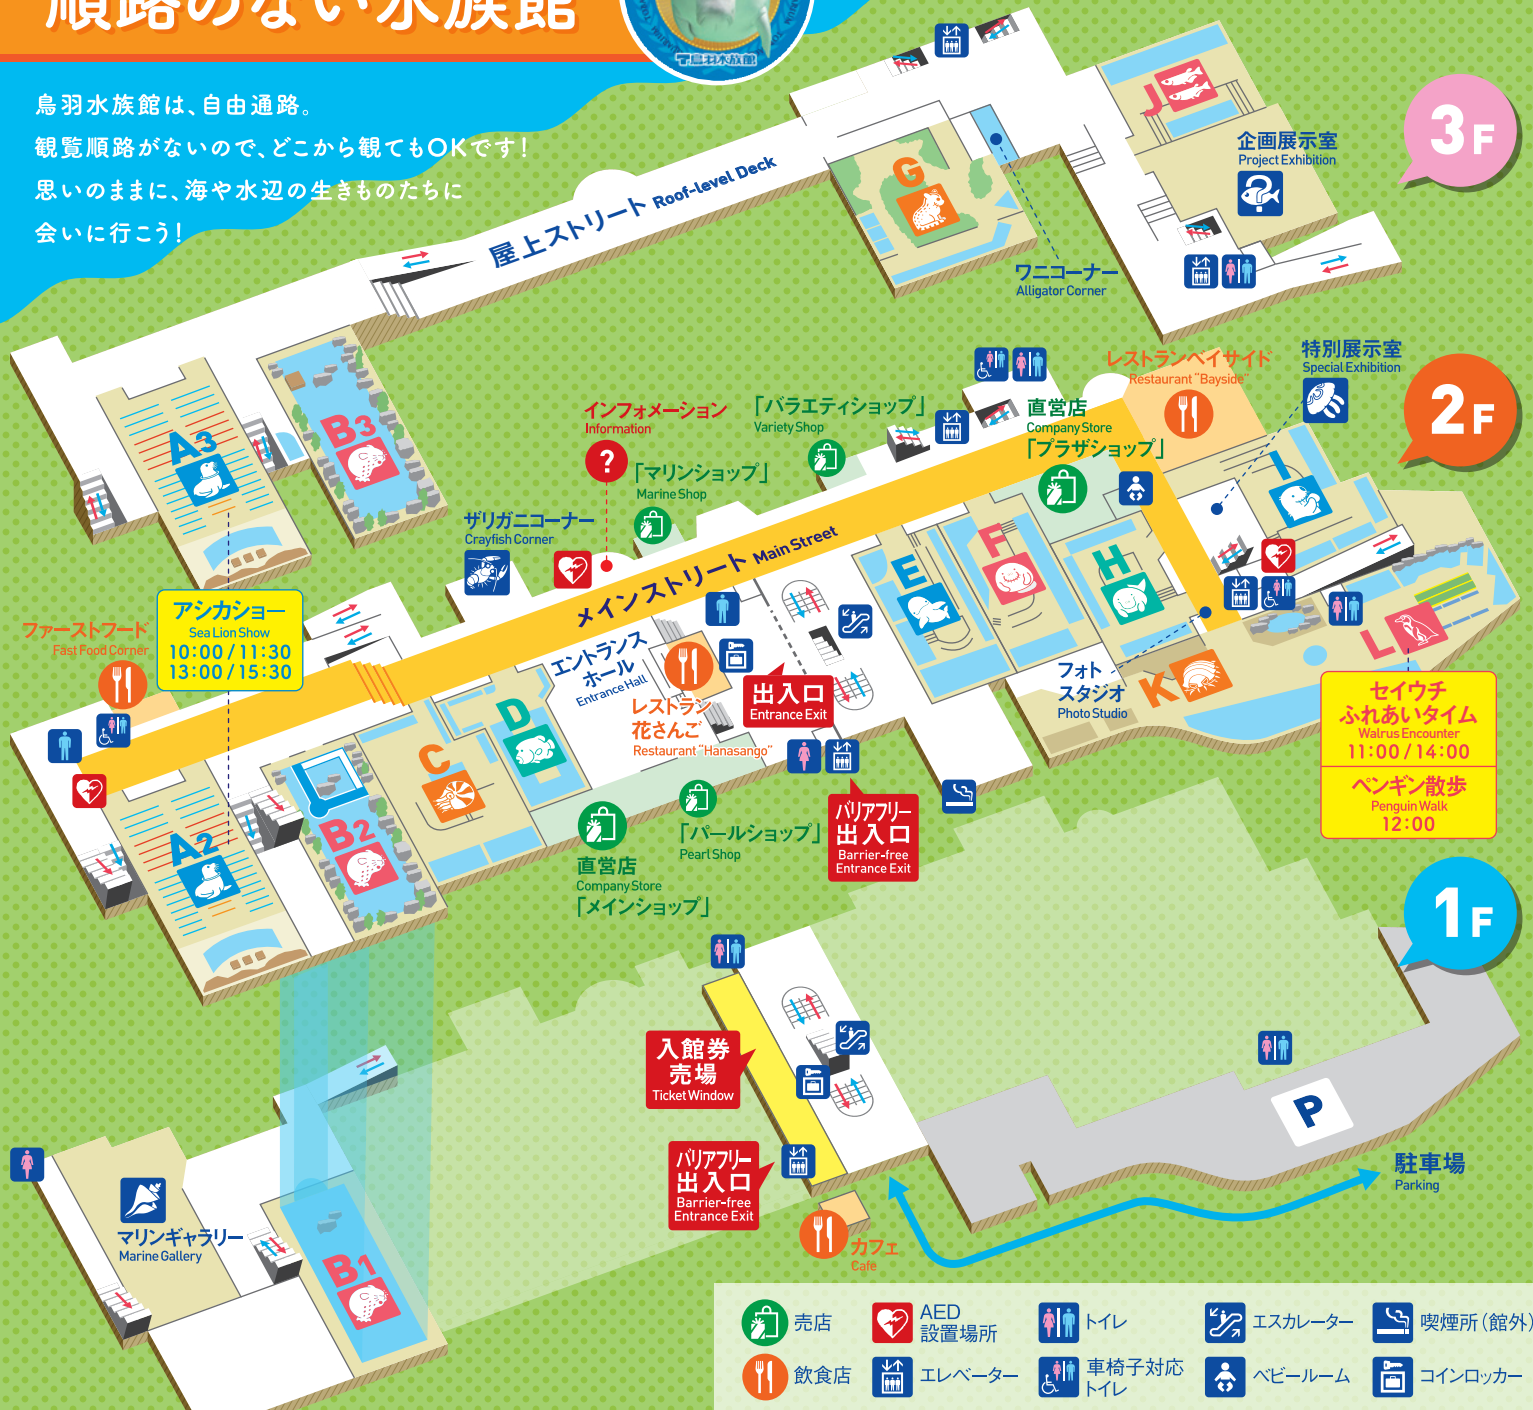 順路のない水族館
鳥羽水族館
鳥羽水族館は、自由通路。
観覧順路がないので、どこから観てもOKです！
思いのままに、海や水辺の生きものたちに
会いに行こう！
3F
企画展示室
Project Exhibition
J
G
屋上ストリート Roof-level Deck
ワニコーナー
Alligator Corner
A3
B3
2F
特別展示室
Special Exhibition
レストランベイサイド
Restaurant “Bayside”
直営店
Company Store
「プラザショップ」
「バラエティショップ」
Variety Shop
インフォメーション
Information
?
「マリンショップ」
Marine Shop
ザリガニコーナー
Crayfish Corner
メインストリート Main Street
E
F
H
I
L
K
フォト
スタジオ
Photo Studio
エントランス
ホール
Entrance Hall
レストラン
花さんご
Restaurant “Hanasango”
出入口
Entrance Exit
アシカショー
Sea Lion Show
10:00 / 11:30
13:00 / 15:30
ファーストフード
Fast Food Corner
セイウチ
ふれあいタイム
Walrus Encounter
11:00 / 14:00
ペンギン散歩
Penguin Walk
12:00
A2
B2
C
D
直営店
Company Store
「メインショップ」
「パールショップ」
Pearl Shop
バリアフリー
出入口
Barrier-free
Entrance Exit
1F
入館券
売場
Ticket Window
バリアフリー
出入口
Barrier-free
Entrance Exit
カフェ
Cafe
P
駐車場
Parking
マリンギャラリー
Marine Gallery
B1
売店
AED
設置場所
トイレ
エスカレーター
喫煙所（館外）
飲食店
エレベーター
車椅子対応
トイレ
ベビールーム
コインロッカー